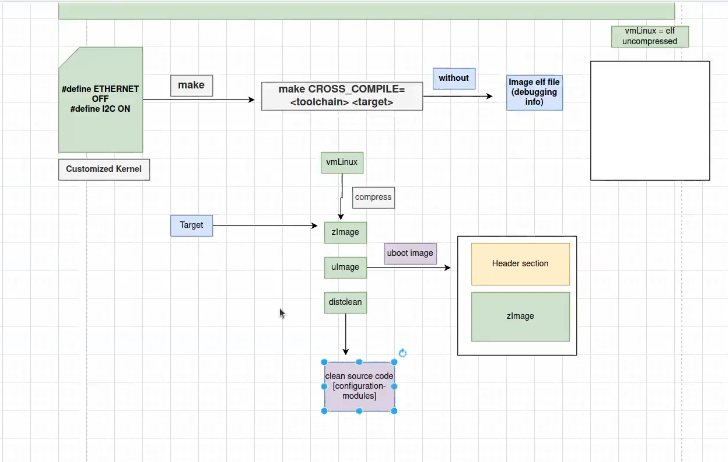 vmLinux = elf
uncompressed
#define ETHERNET
OFF
#define I2C ON
make
make CROSS_COMPILE=
<toolchain> <target>
without
Image elf file
(debugging
info)
Customized Kernel
vmLinux
compress
Target
zImage
uboot image
uImage
Header section
zImage
distclean
clean source code
[configuration-
modules]